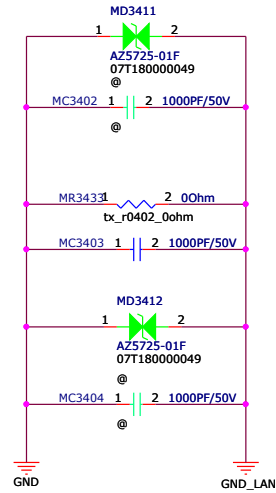 MD3411
1 2
AZ5725-01F
07T180000049
@
MC3402 1 2 1000PF/50V
@
MR3433 1 2 0Ohm
tx_r0402_0ohm
MC3403 1 2 1000PF/50V
MD3412
1 2
AZ5725-01F
07T180000049
@
MC3404 1 2 1000PF/50V
@
GND GND_LAN